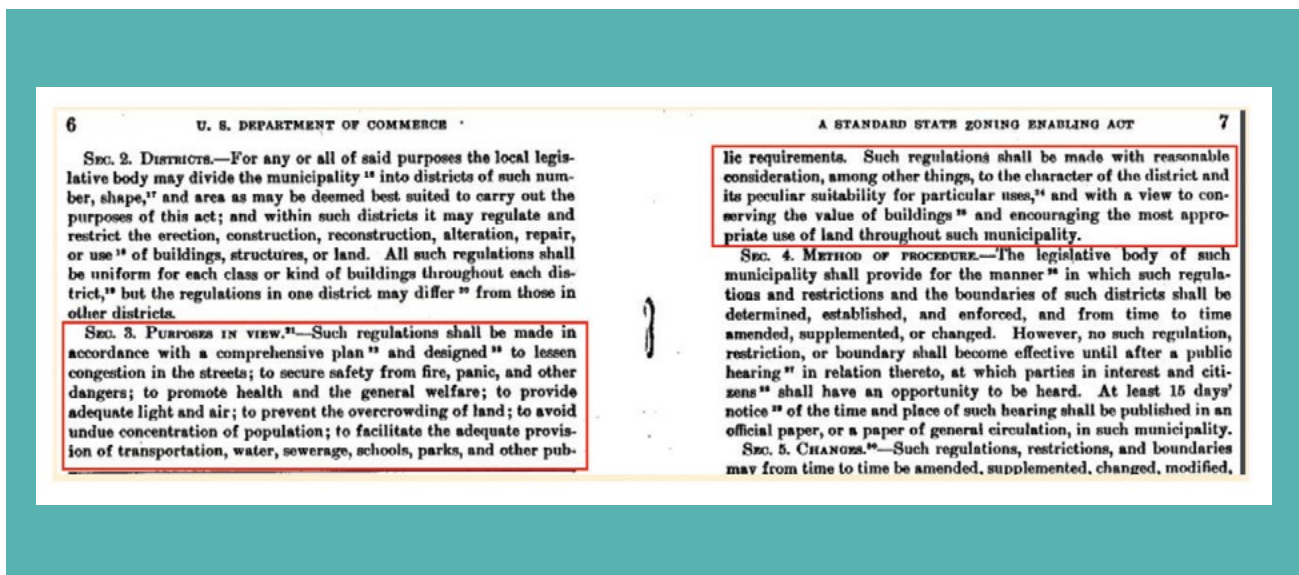 6 U. S. DEPARTMENT OF COMMERCE
SEC. 2. DISTRICTS.—For any or all of said purposes the local legis-
lative body may divide the municipality ¹⁶ into districts of such num-
ber, shape,¹⁷ and area as may be deemed best suited to carry out the
purposes of this act; and within such districts it may regulate and
restrict the erection, construction, reconstruction, alteration, repair,
or use ¹⁸ of buildings, structures, or land. All such regulations shall
be uniform for each class or kind of buildings throughout each dis-
trict,¹⁹ but the regulations in one district may differ ²⁰ from those in
other districts.
SEC. 3. PURPOSES IN VIEW.²¹—Such regulations shall be made in
accordance with a comprehensive plan ²² and designed ²³ to lessen
congestion in the streets; to secure safety from fire, panic, and other
dangers; to promote health and the general welfare; to provide
adequate light and air; to prevent the overcrowding of land; to avoid
undue concentration of population; to facilitate the adequate provis-
ion of transportation, water, sewerage, schools, parks, and other pub-
A STANDARD STATE ZONING ENABLING ACT 7
lic requirements. Such regulations shall be made with reasonable
consideration, among other things, to the character of the district and
its peculiar suitability for particular uses,²⁴ and with a view to con-
serving the value of buildings ²⁵ and encouraging the most appro-
priate use of land throughout such municipality.
SEC. 4. METHOD OF PROCEDURE.—The legislative body of such
municipality shall provide for the manner ²⁶ in which such regula-
tions and restrictions and the boundaries of such districts shall be
determined, established, and enforced, and from time to time
amended, supplemented, or changed. However, no such regulation,
restriction, or boundary shall become effective until after a public
hearing ²⁷ in relation thereto, at which parties in interest and citi-
zens ²⁸ shall have an opportunity to be heard. At least 15 days'
notice ²⁹ of the time and place of such hearing shall be published in an
official paper, or a paper of general circulation, in such municipality.
SEC. 5. CHANGES.³⁰—Such regulations, restrictions, and boundaries
may from time to time be amended, supplemented, changed, modified,